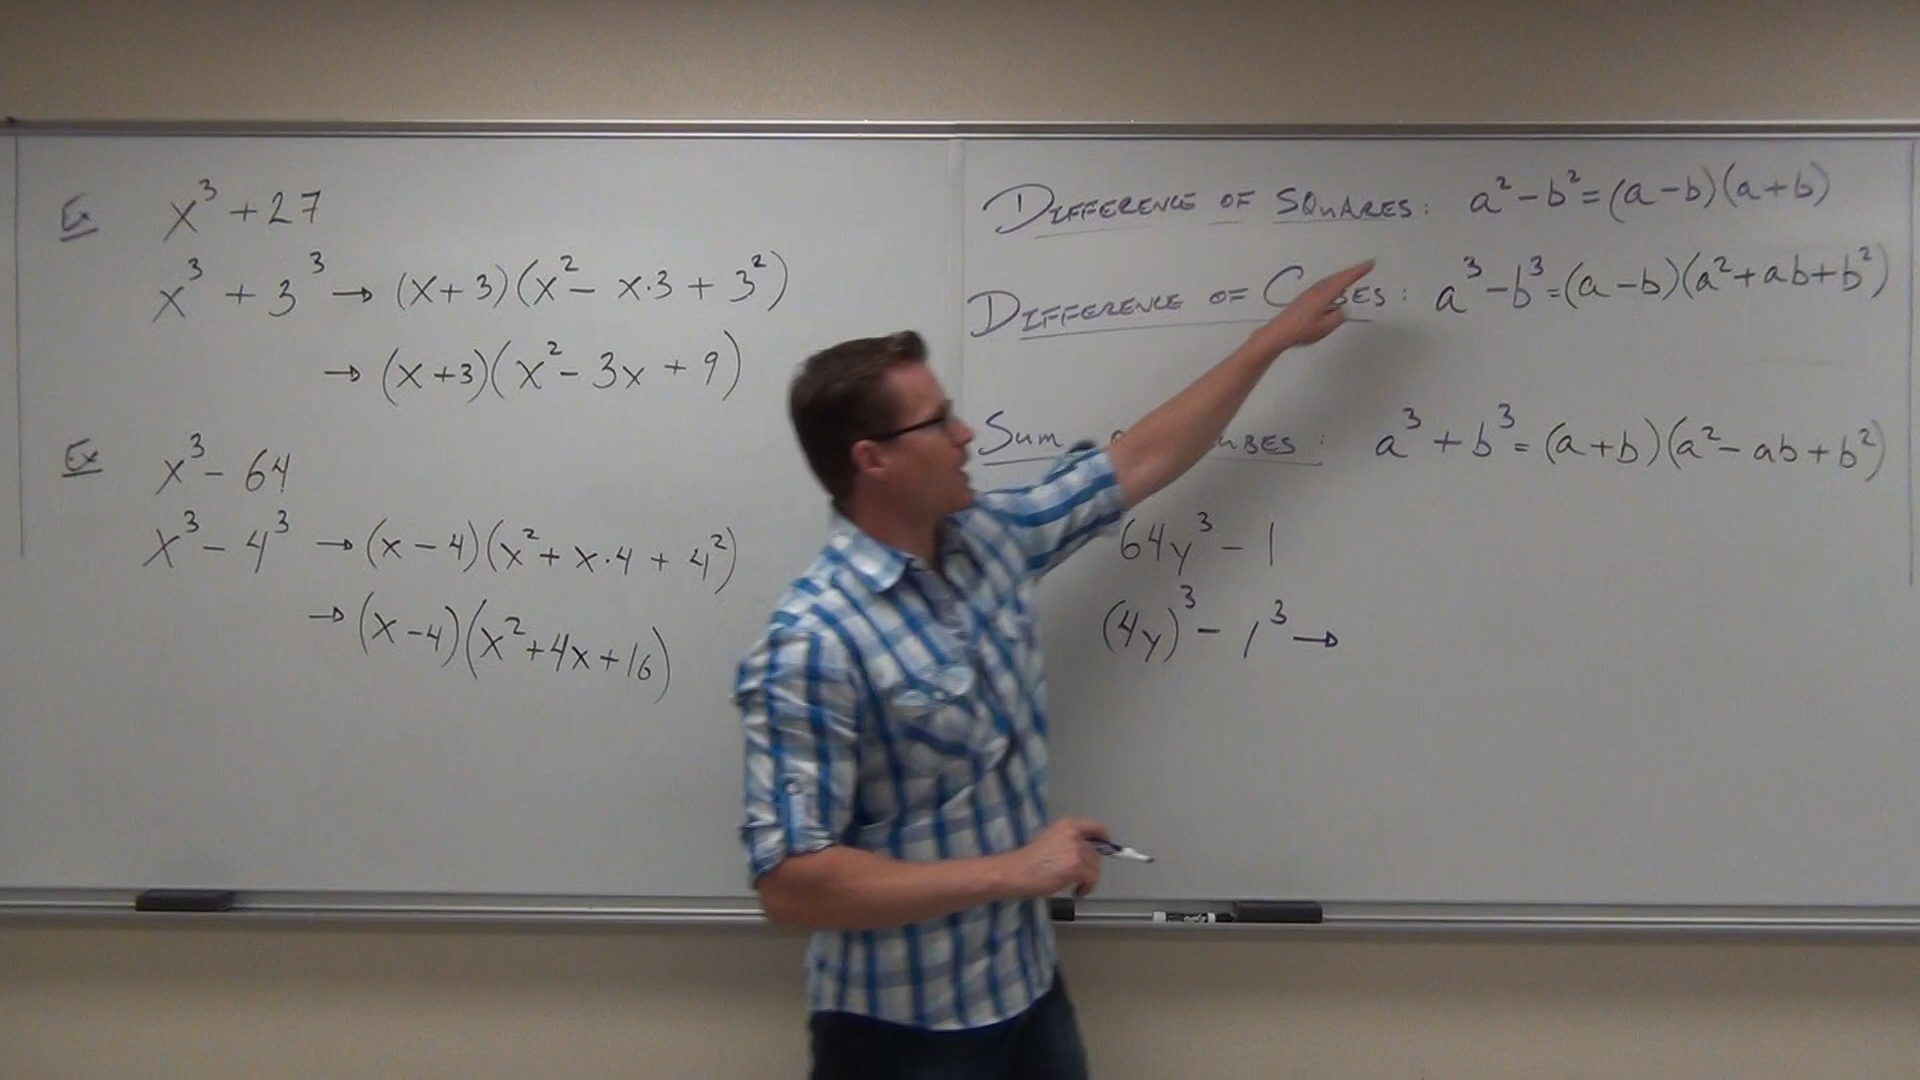 Ex x³ + 27
x³ + 3³ → (x+3)(x² - x·3 + 3²)
→ (x+3)(x² - 3x + 9)
Ex x³ - 64
x³ - 4³ → (x-4)(x² + x·4 + 4²)
→ (x-4)(x² + 4x + 16)
DIFFERENCE OF SQUARES: a² - b² = (a-b)(a+b)
DIFFERENCE OF CUBES: a³ - b³ = (a-b)(a² + ab + b²)
SUM CUBES: a³ + b³ = (a+b)(a² - ab + b²)
64y³ - 1
(4y)³ - 1³ →